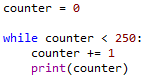 counter = 0
while counter < 250:
    counter += 1
    print(counter)